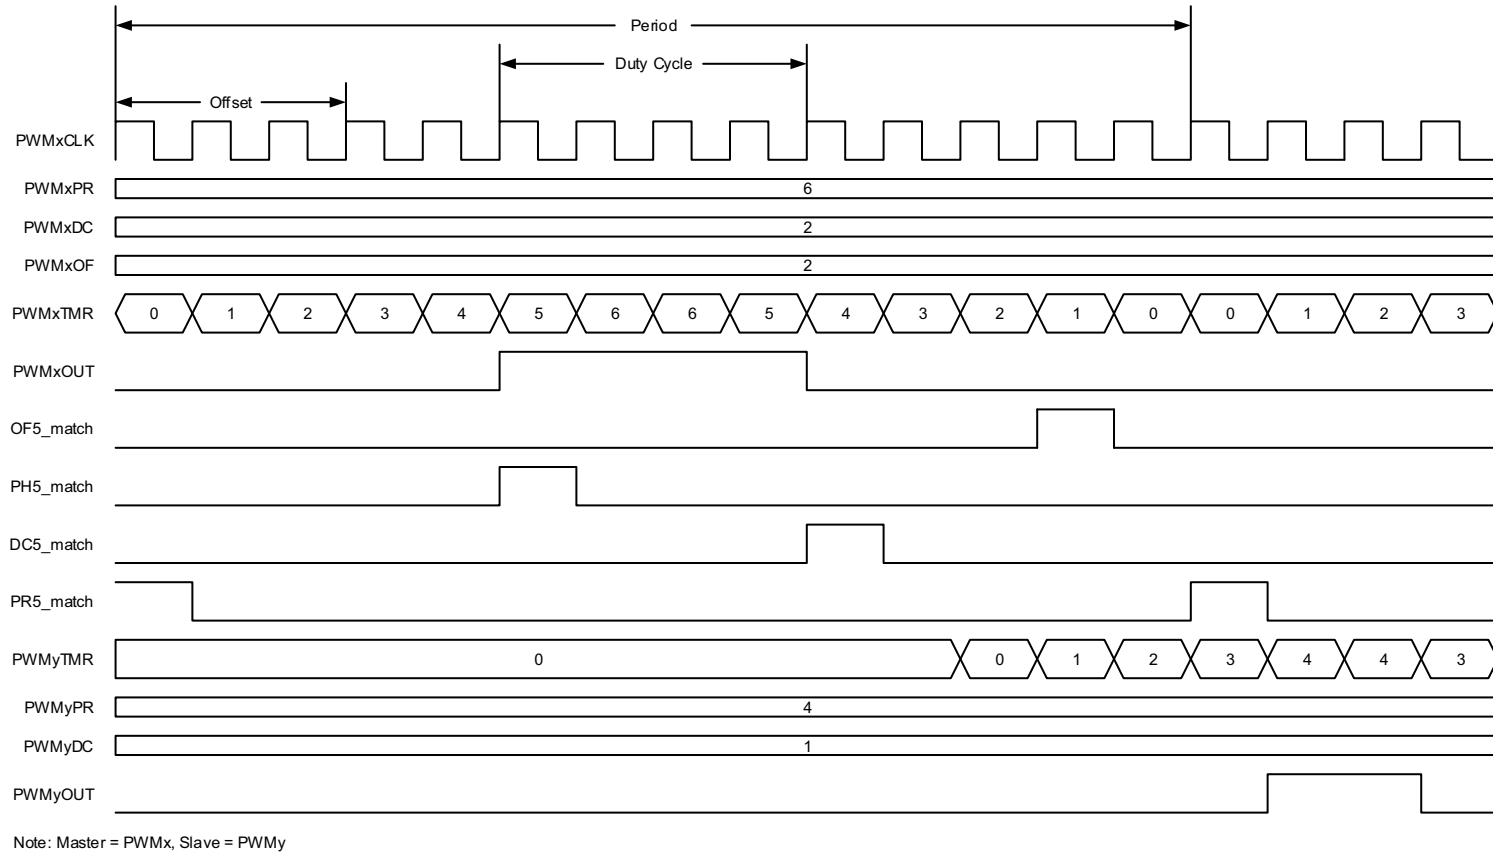 Period
Duty Cycle
Offset
PWMxCLK
PWMxPR 6
PWMxDC 2
PWMxOF 2
PWMxTMR 0 1 2 3 4 5 6 6 5 4 3 2 1 0 0 1 2 3
PWMxOUT
OF5_match
PH5_match
DC5_match
PR5_match
PWMyTMR 0 0 1 2 3 4 4 3
PWMyPR 4
PWMyDC 1
PWMyOUT
Note: Master = PWMx, Slave = PWMy